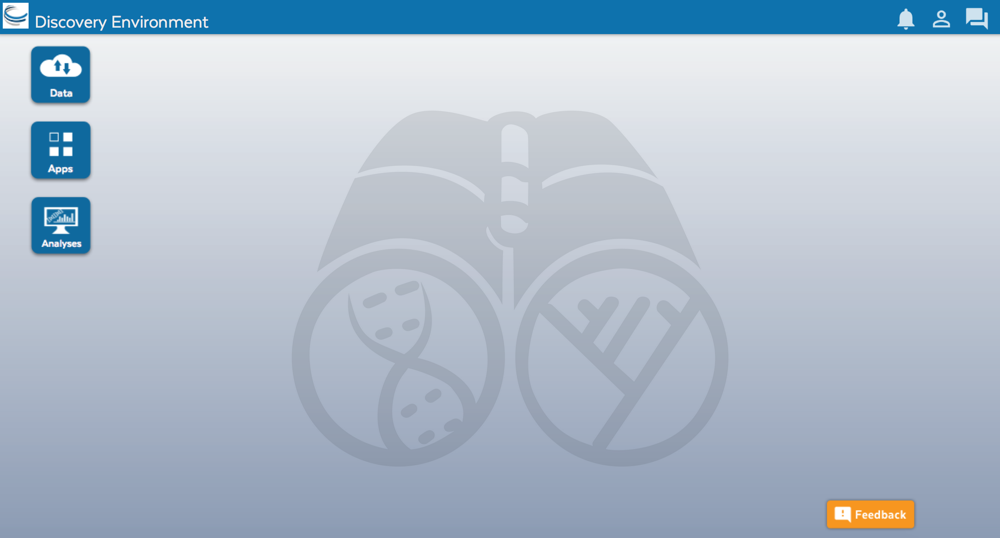 Discovery Environment
Data
Apps
Analyses
Feedback